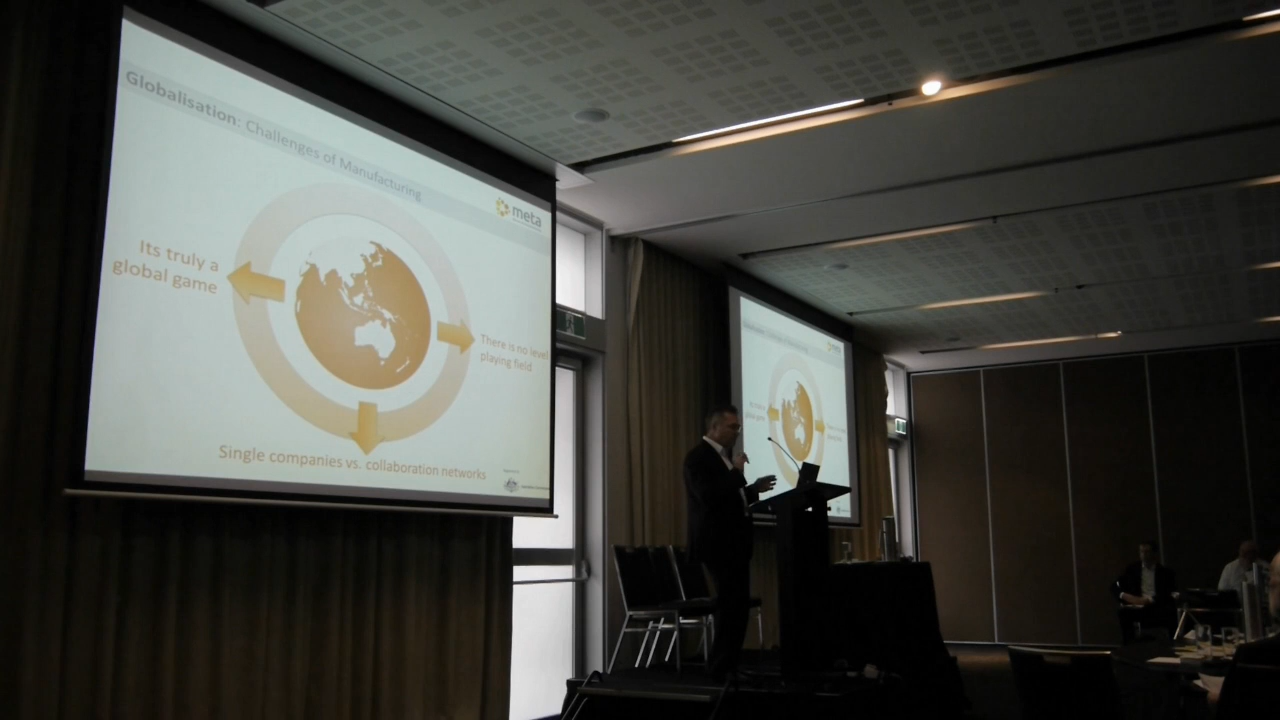 Globalisation: Challenges of Manufacturing
meta
Its truly a
global game
There is no level
playing field
Single companies vs. collaboration networks